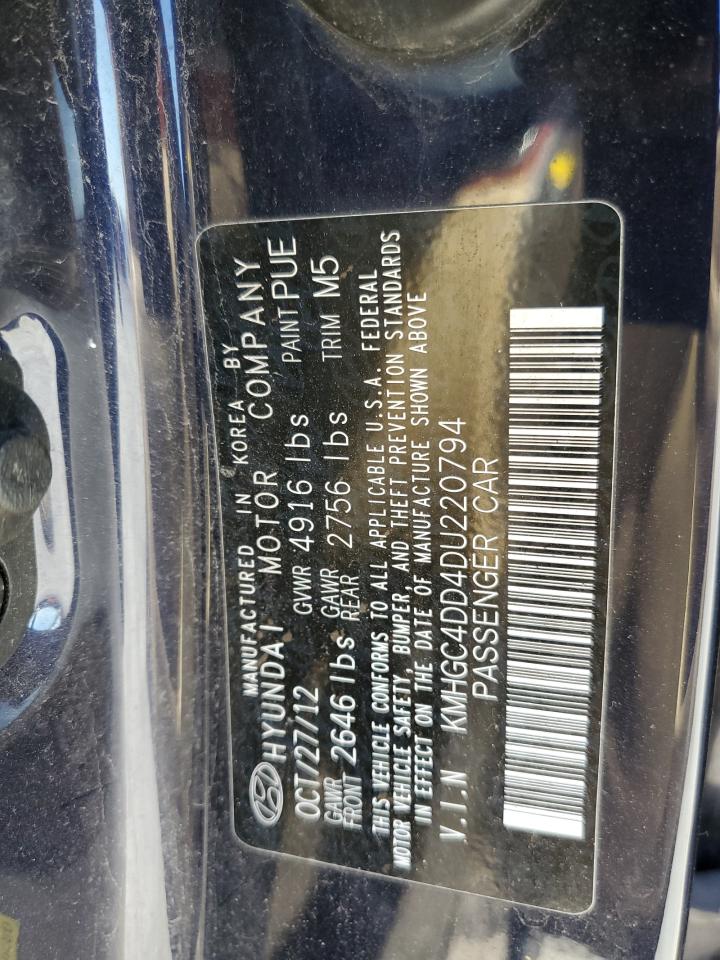 MANUFACTURED IN KOREA BY
HYUNDAI MOTOR COMPANY
OCT/27/12 GVWR 4916 lbs PAINT PUE
GAWR FRONT 2646 lbs GAWR REAR 2756 lbs TRIM M5
THIS VEHICLE CONFORMS TO ALL APPLICABLE U.S.A. FEDERAL
MOTOR VEHICLE SAFETY, BUMPER, AND THEFT PREVENTION STANDARDS
IN EFFECT ON THE DATE OF MANUFACTURE SHOWN ABOVE
V.I.N KMHGC4DD4DU220794
PASSENGER CAR